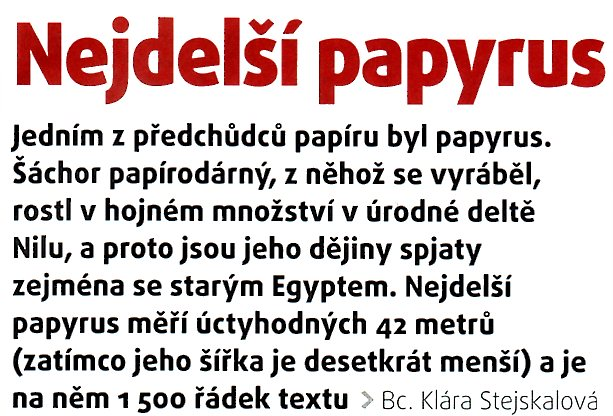 Nejdelší papyrus
Jedním z předchůdců papíru byl papyrus.
Šáchor papírodárný, z něhož se vyráběl,
rostl v hojném množství v úrodné deltě
Nilu, a proto jsou jeho dějiny spjaty
zejména se starým Egyptem. Nejdelší
papyrus měří úctyhodných 42 metrů
(zatímco jeho šířka je desetkrát menší) a je
na něm 1 500 řádek textu > Bc. Klára Stejskalová